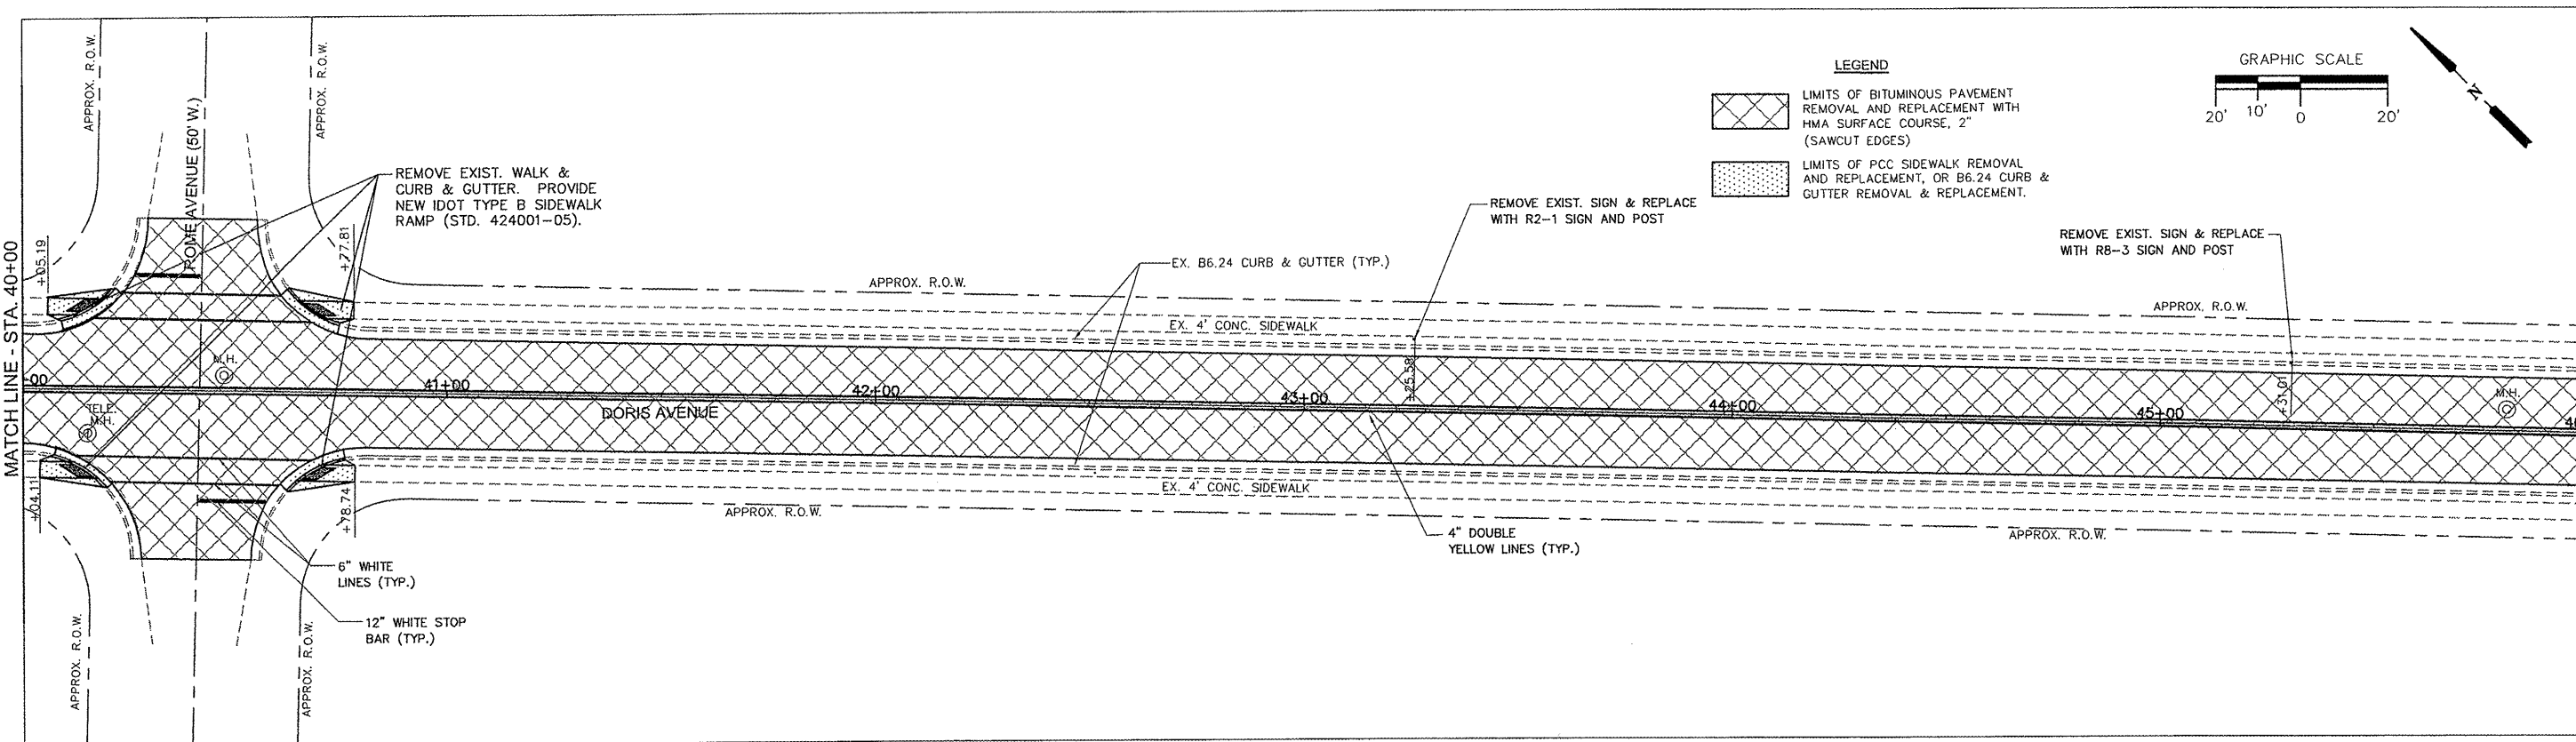 MATCH LINE - STA. 40+00
APPROX. R.O.W.
ROME AVENUE (50' W.)
APPROX. R.O.W.
+05.19
+77.81
REMOVE EXIST. WALK &
CURB & GUTTER. PROVIDE
NEW IDOT TYPE B SIDEWALK
RAMP (STD. 424001-05).
LEGEND
LIMITS OF BITUMINOUS PAVEMENT
REMOVAL AND REPLACEMENT WITH
HMA SURFACE COURSE, 2"
(SAWCUT EDGES)
LIMITS OF PCC SIDEWALK REMOVAL
AND REPLACEMENT, OR B6.24 CURB &
GUTTER REMOVAL & REPLACEMENT.
GRAPHIC SCALE
20' 10' 0 20'
N
REMOVE EXIST. SIGN & REPLACE
WITH R2-1 SIGN AND POST
REMOVE EXIST. SIGN & REPLACE
WITH R8-3 SIGN AND POST
EX. B6.24 CURB & GUTTER (TYP.)
APPROX. R.O.W.
APPROX. R.O.W.
EX. 4' CONC. SIDEWALK
M.H.
+00
41+00
42+00
43+00
+25.58
44+00
45+00
+31.01
M.H.
TELE.
M.H.
DORIS AVENUE
EX. 4' CONC. SIDEWALK
+04.11
+78.74
APPROX. R.O.W.
4" DOUBLE
YELLOW LINES (TYP.)
APPROX. R.O.W.
6" WHITE
LINES (TYP.)
12" WHITE STOP
BAR (TYP.)
APPROX. R.O.W.
APPROX. R.O.W.